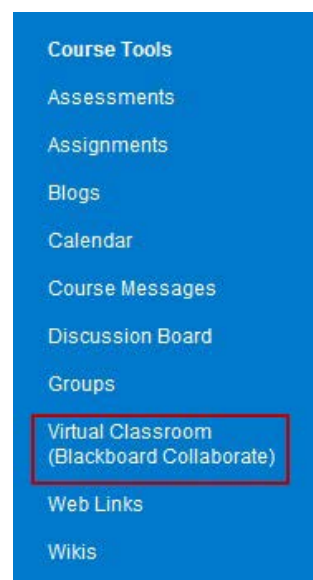 Course Tools
Assessments
Assignments
Blogs
Calendar
Course Messages
Discussion Board
Groups
Virtual Classroom
(Blackboard Collaborate)
Web Links
Wikis